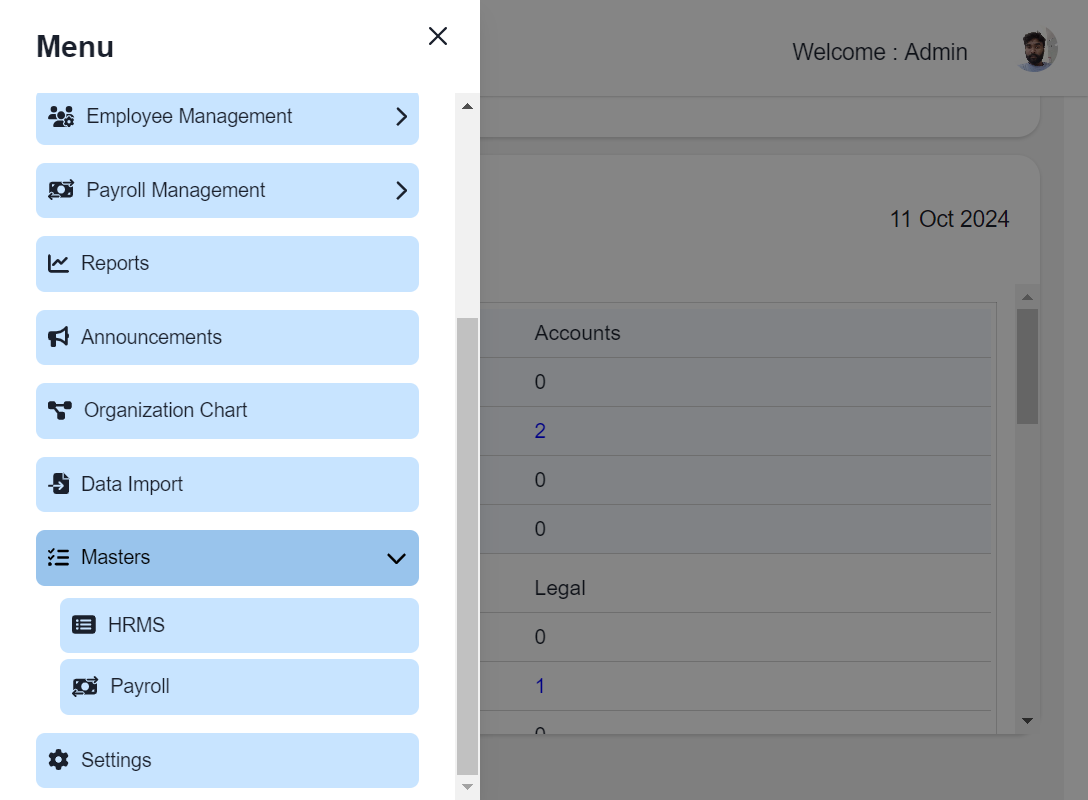 Menu
Employee Management
Payroll Management
Reports
Announcements
Organization Chart
Data Import
Masters
HRMS
Payroll
Settings
Welcome : Admin
11 Oct 2024
Accounts
0
2
0
0
Legal
0
1
0